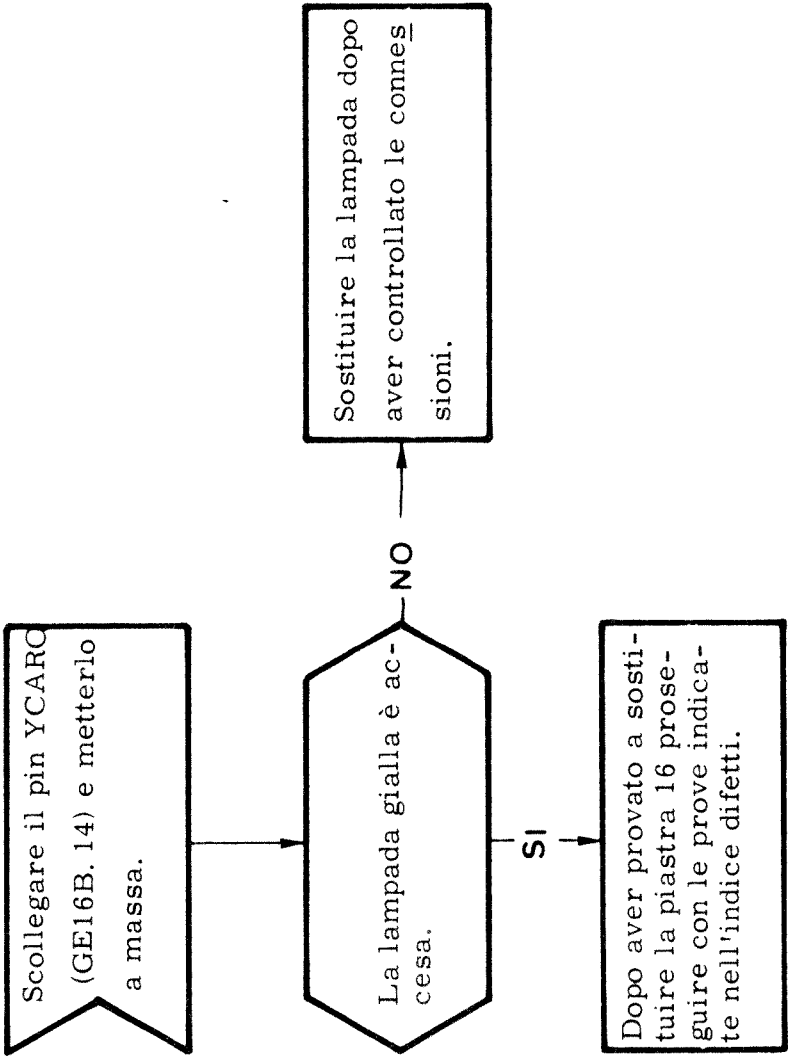 Scollegare il pin YCARO
(GE16B. 14) e metterlo
a massa.
La lampada gialla è ac-
cesa.
NO
Sostituire la lampada dopo
aver controllato le connes
sioni.
SI
Dopo aver provato a sosti-
tuire la piastra 16 prose-
guire con le prove indica-
te nell'indice difetti.